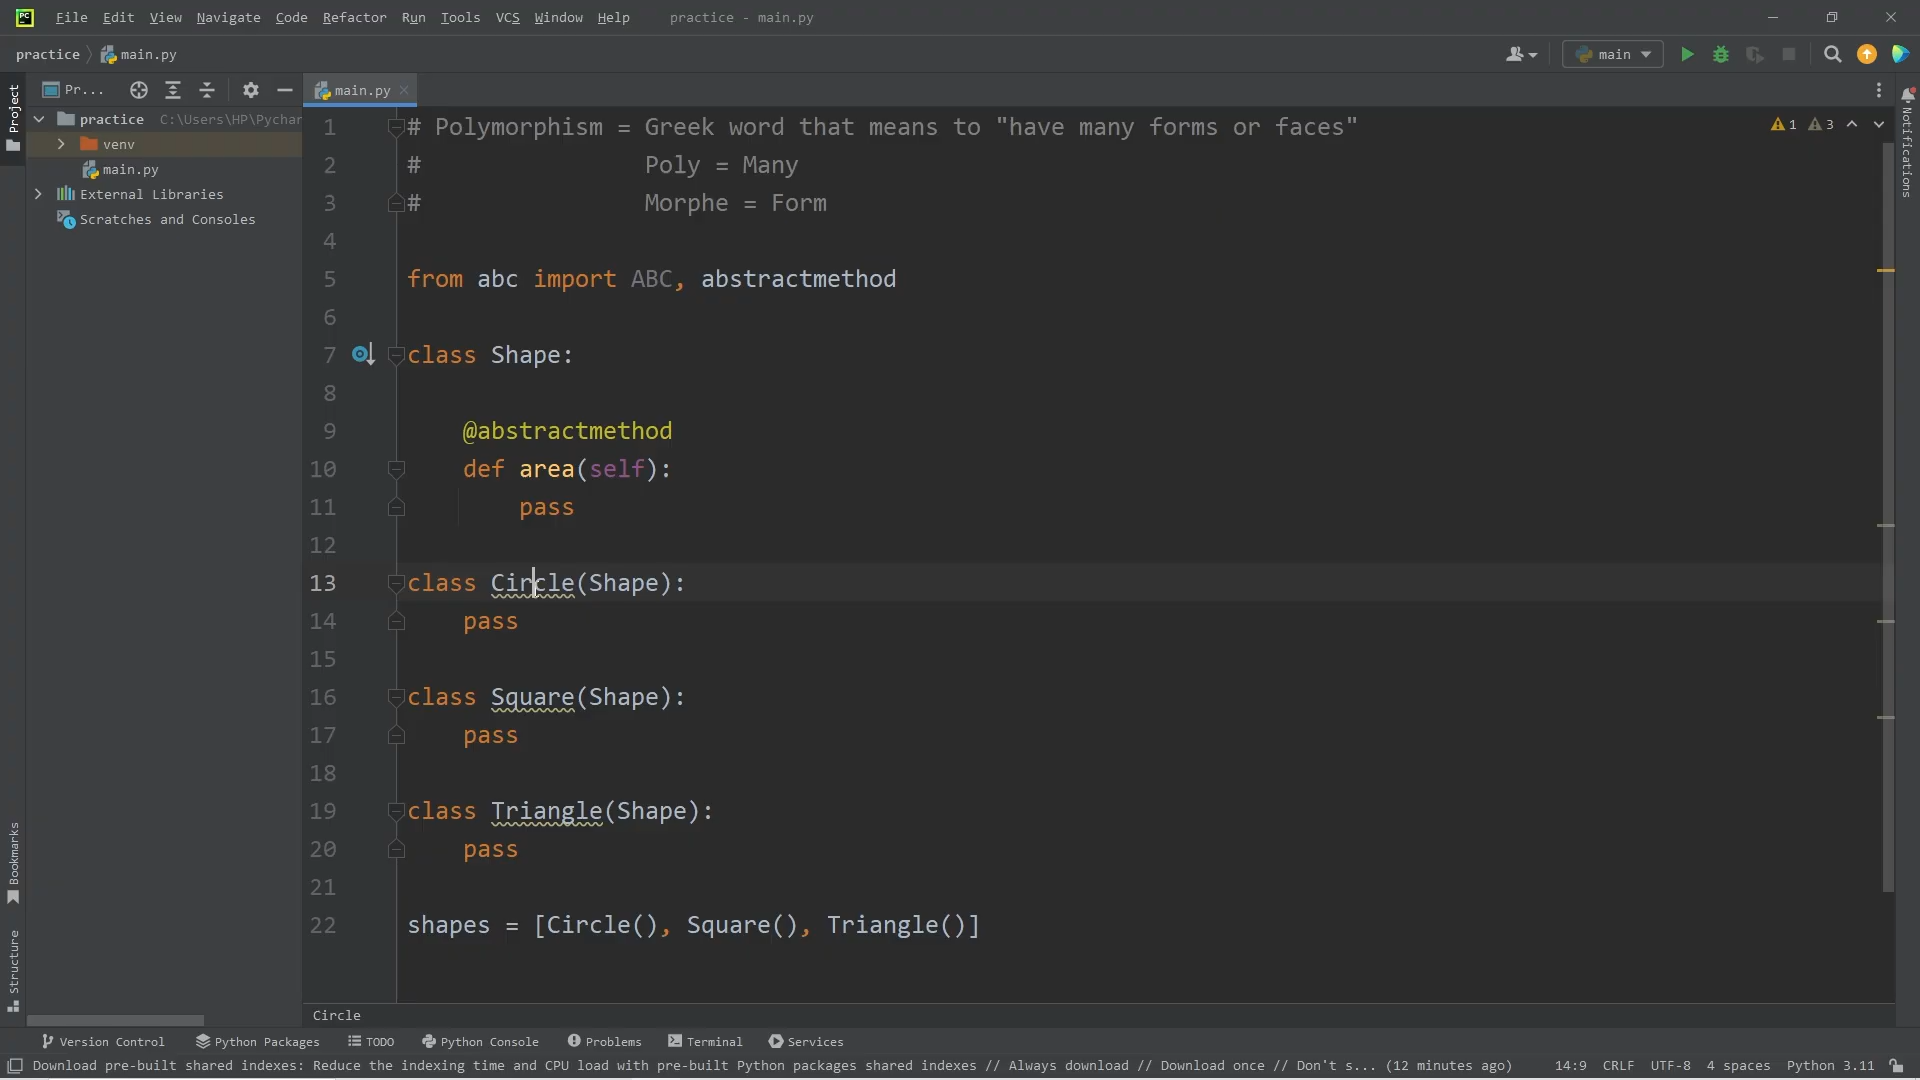 File Edit View Navigate Code Refactor Run Tools VCS Window Help practice - main.py
practice main.py main
Project Pr... main.py
practice C:\Users\HP\Pychar
venv
main.py
External Libraries
Scratches and Consoles
1 # Polymorphism = Greek word that means to "have many forms or faces" 1 3
2 # Poly = Many
3 # Morphe = Form
4
5 from abc import ABC, abstractmethod
6
7 class Shape:
8
9 @abstractmethod
10 def area(self):
11 pass
12
13 class Circle(Shape):
14 pass
15
16 class Square(Shape):
17 pass
18
19 class Triangle(Shape):
20 pass
21
22 shapes = [Circle(), Square(), Triangle()]
Circle
Notifications
Bookmarks
Structure
Version Control Python Packages TODO Python Console Problems Terminal Services
Download pre-built shared indexes: Reduce the indexing time and CPU load with pre-built Python packages shared indexes // Always download // Download once // Don't s... (12 minutes ago) 14:9 CRLF UTF-8 4 spaces Python 3.11